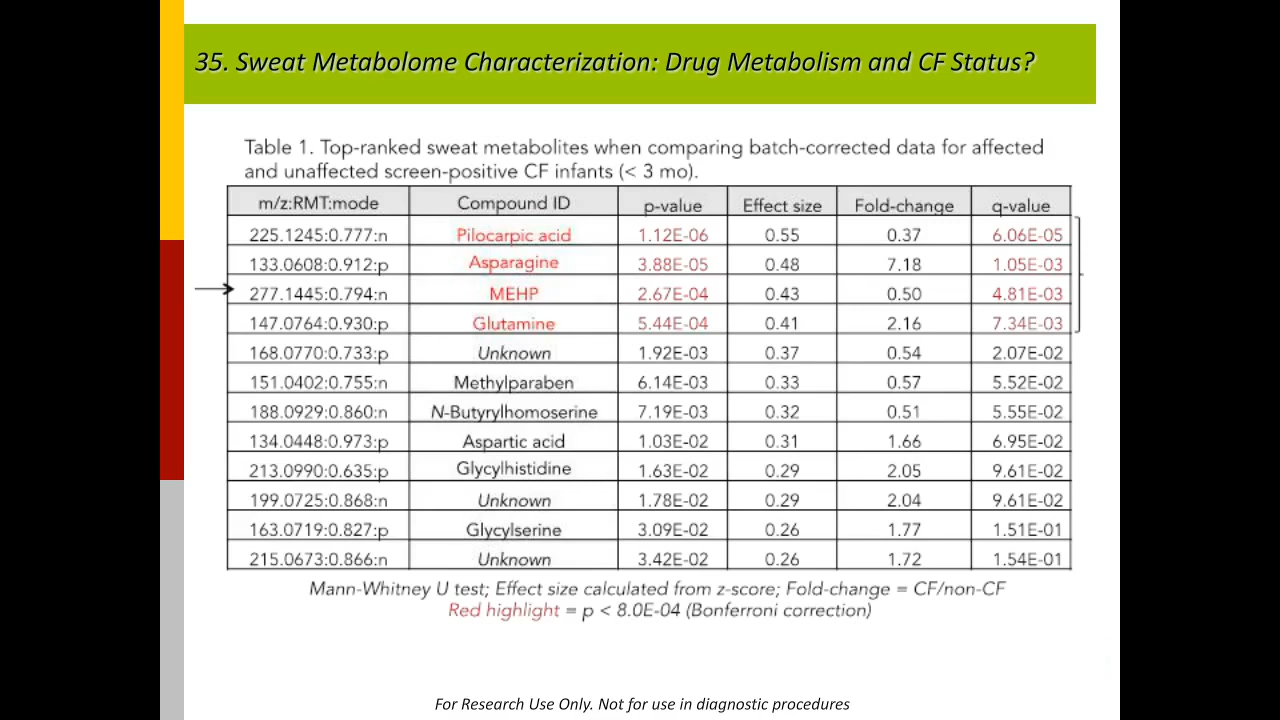 35. Sweat Metabolome Characterization: Drug Metabolism and CF Status?
Table 1. Top-ranked sweat metabolites when comparing batch-corrected data for affected
and unaffected screen-positive CF infants (< 3 mo).
m/z:RMT:mode Compound ID p-value Effect size Fold-change q-value
225.1245:0.777:n Pilocarpic acid 1.12E-06 0.55 0.37 6.06E-05
133.0608:0.912:p Asparagine 3.88E-05 0.48 7.18 1.05E-03
277.1445:0.794:n MEHP 2.67E-04 0.43 0.50 4.81E-03
147.0764:0.930:p Glutamine 5.44E-04 0.41 2.16 7.34E-03
168.0770:0.733:p Unknown 1.92E-03 0.37 0.54 2.07E-02
151.0402:0.755:n Methylparaben 6.14E-03 0.33 0.57 5.52E-02
188.0929:0.860:n N-Butyrylhomoserine 7.19E-03 0.32 0.51 5.55E-02
134.0448:0.973:p Aspartic acid 1.03E-02 0.31 1.66 6.95E-02
213.0990:0.635:p Glycylhistidine 1.63E-02 0.29 2.05 9.61E-02
199.0725:0.868:n Unknown 1.78E-02 0.29 2.04 9.61E-02
163.0719:0.827:p Glycylserine 3.09E-02 0.26 1.77 1.51E-01
215.0673:0.866:n Unknown 3.42E-02 0.26 1.72 1.54E-01
Mann-Whitney U test; Effect size calculated from z-score; Fold-change = CF/non-CF
Red highlight = p < 8.0E-04 (Bonferroni correction)
For Research Use Only. Not for use in diagnostic procedures